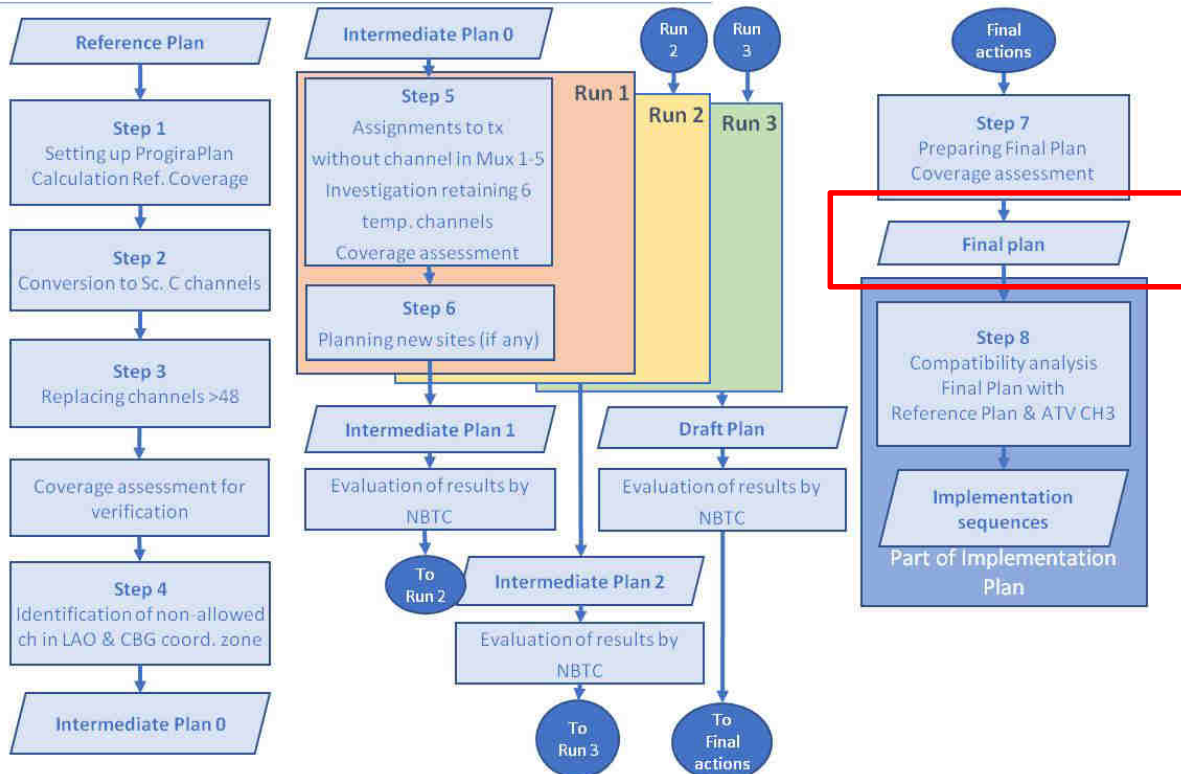 Reference Plan
Step 1
Setting up ProgiraPlan
Calculation Ref. Coverage
Step 2
Conversion to Sc. C channels
Step 3
Replacing channels >48
Coverage assessment for
verification
Step 4
Identification of non-allowed
ch in LAO & CBG coord. zone
Intermediate Plan 0
Intermediate Plan 0
Run 1
Step 5
Assignments to tx
without channel in Mux 1-5
Investigation retaining 6
temp. channels
Coverage assessment
Step 6
Planning new sites (if any)
Run
2
Run 2
Run
3
Run 3
Intermediate Plan 1
Evaluation of results by
NBTC
To
Run 2
Intermediate Plan 2
Evaluation of results by
NBTC
To
Run 3
Draft Plan
Evaluation of results by
NBTC
To
Final
actions
Final
actions
Step 7
Preparing Final Plan
Coverage assessment
Final plan
Step 8
Compatibility analysis
Final Plan with
Reference Plan & ATV CH3
Implementation
sequences
Part of Implementation
Plan